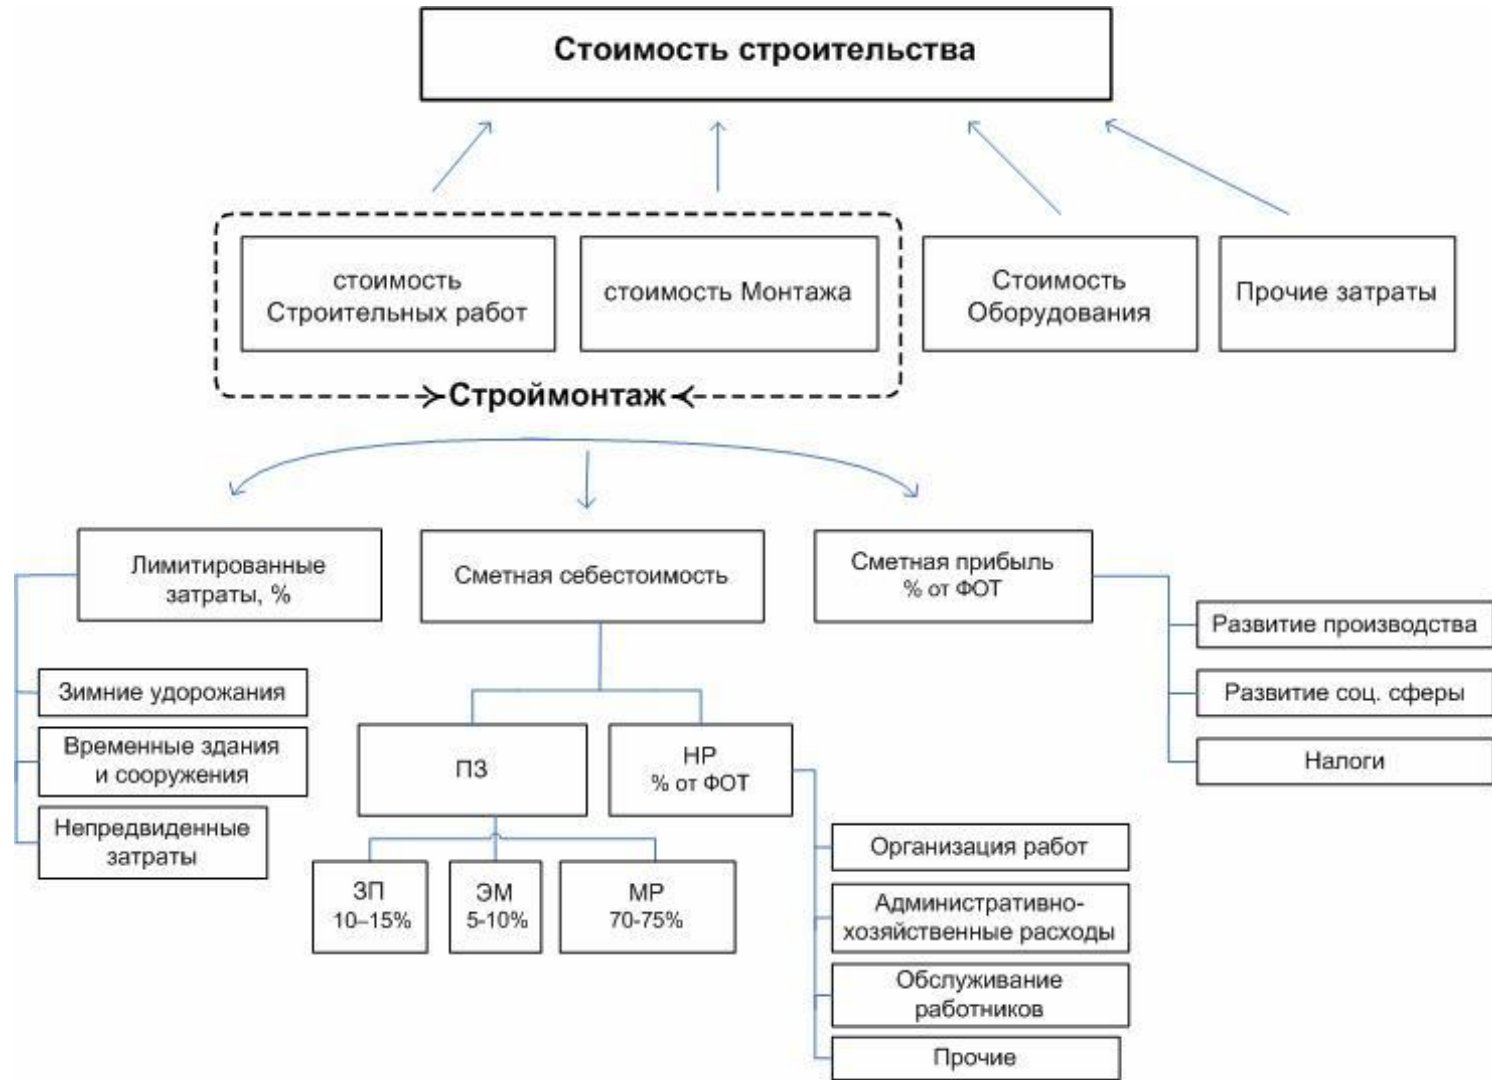 Стоимость строительства
стоимость
Строительных работ
стоимость Монтажа
Стоимость
Оборудования
Прочие затраты
Строймонтаж
Лимитированные
затраты, %
Сметная себестоимость
Сметная прибыль
% от ФОТ
Зимние удорожания
Временные здания
и сооружения
Непредвиденные
затраты
ПЗ
НР
% от ФОТ
ЗП
10–15%
ЭМ
5-10%
МР
70-75%
Организация работ
Административно-
хозяйственные расходы
Обслуживание
работников
Прочие
Развитие производства
Развитие соц. сферы
Налоги